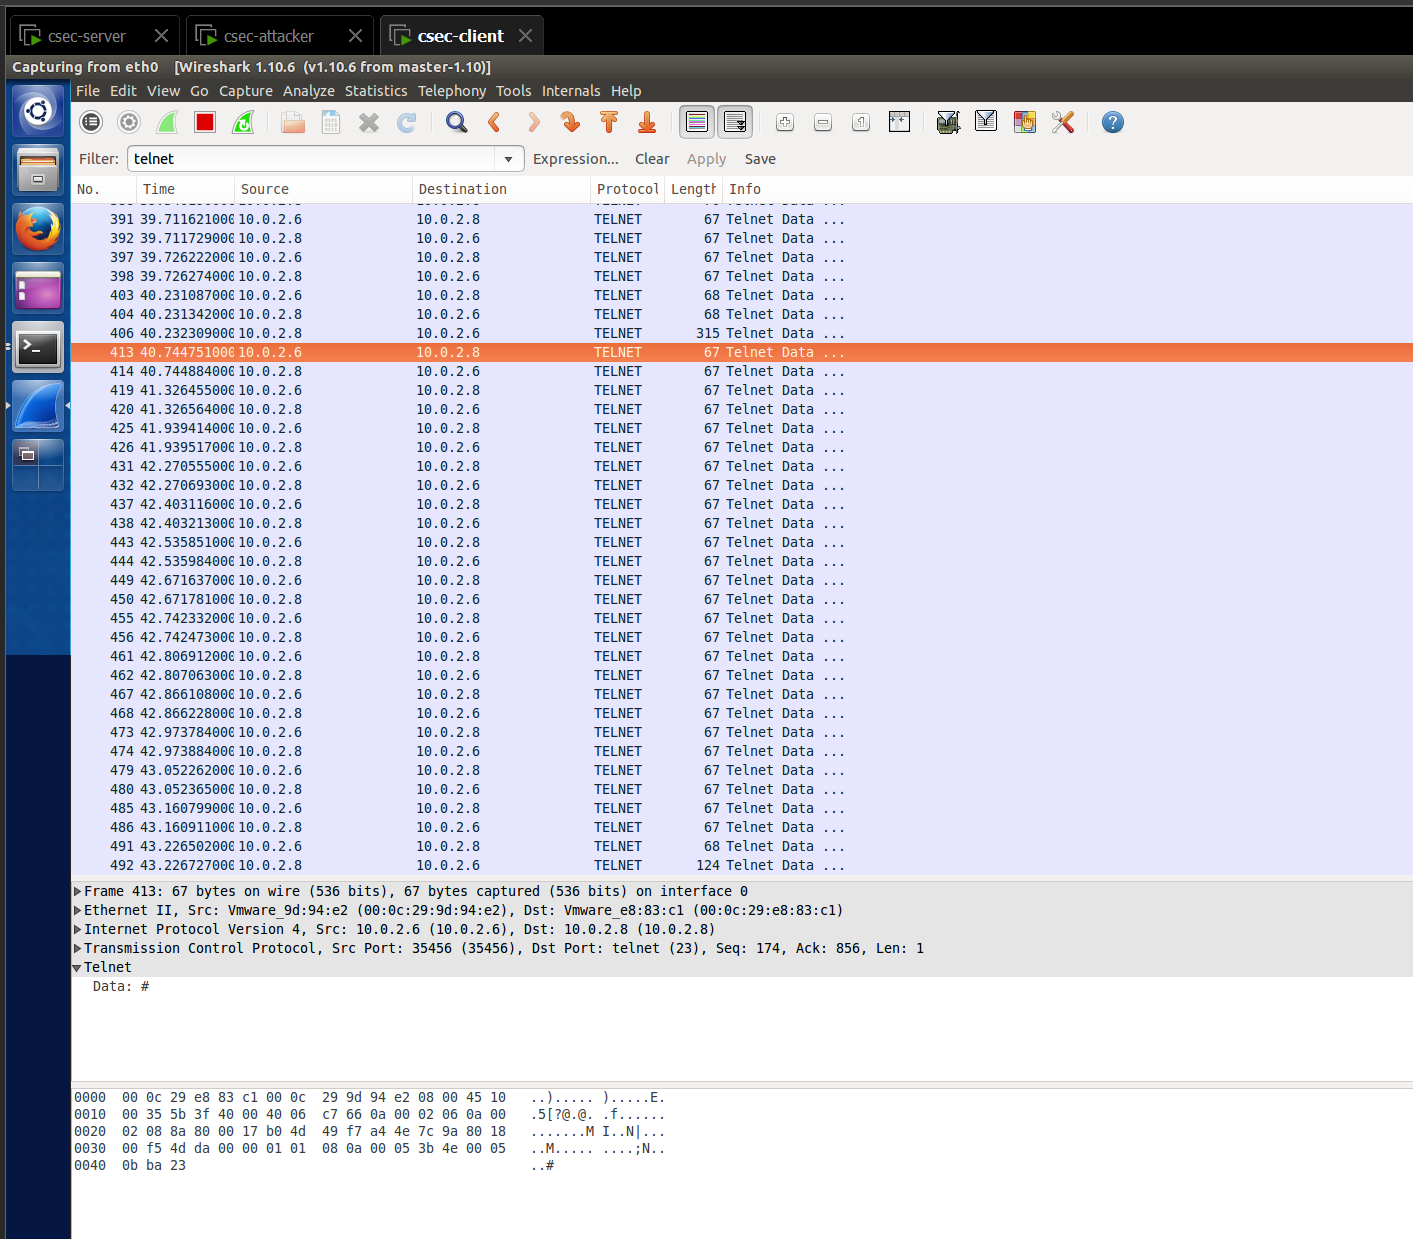 csec-server csec-attacker csec-client
Capturing from eth0 [Wireshark 1.10.6 (v1.10.6 from master-1.10)]
File Edit View Go Capture Analyze Statistics Telephony Tools Internals Help
Filter: telnet Expression... Clear Apply Save
No. Time Source Destination Protocol Length Info
391 39.711621000 10.0.2.6 10.0.2.8 TELNET 67 Telnet Data ...
392 39.711729000 10.0.2.8 10.0.2.6 TELNET 67 Telnet Data ...
397 39.726222000 10.0.2.6 10.0.2.8 TELNET 67 Telnet Data ...
398 39.726274000 10.0.2.8 10.0.2.6 TELNET 67 Telnet Data ...
403 40.231087000 10.0.2.6 10.0.2.8 TELNET 68 Telnet Data ...
404 40.231342000 10.0.2.8 10.0.2.6 TELNET 68 Telnet Data ...
406 40.232309000 10.0.2.8 10.0.2.6 TELNET 315 Telnet Data ...
413 40.744751000 10.0.2.6 10.0.2.8 TELNET 67 Telnet Data ...
414 40.744884000 10.0.2.8 10.0.2.6 TELNET 67 Telnet Data ...
419 41.326455000 10.0.2.6 10.0.2.8 TELNET 67 Telnet Data ...
420 41.326564000 10.0.2.8 10.0.2.6 TELNET 67 Telnet Data ...
425 41.939414000 10.0.2.6 10.0.2.8 TELNET 67 Telnet Data ...
426 41.939517000 10.0.2.8 10.0.2.6 TELNET 67 Telnet Data ...
431 42.270555000 10.0.2.6 10.0.2.8 TELNET 67 Telnet Data ...
432 42.270693000 10.0.2.8 10.0.2.6 TELNET 67 Telnet Data ...
437 42.403116000 10.0.2.6 10.0.2.8 TELNET 67 Telnet Data ...
438 42.403213000 10.0.2.8 10.0.2.6 TELNET 67 Telnet Data ...
443 42.535851000 10.0.2.6 10.0.2.8 TELNET 67 Telnet Data ...
444 42.535984000 10.0.2.8 10.0.2.6 TELNET 67 Telnet Data ...
449 42.671637000 10.0.2.6 10.0.2.8 TELNET 67 Telnet Data ...
450 42.671781000 10.0.2.8 10.0.2.6 TELNET 67 Telnet Data ...
455 42.742332000 10.0.2.6 10.0.2.8 TELNET 67 Telnet Data ...
456 42.742473000 10.0.2.8 10.0.2.6 TELNET 67 Telnet Data ...
461 42.806912000 10.0.2.6 10.0.2.8 TELNET 67 Telnet Data ...
462 42.807063000 10.0.2.8 10.0.2.6 TELNET 67 Telnet Data ...
467 42.866108000 10.0.2.6 10.0.2.8 TELNET 67 Telnet Data ...
468 42.866228000 10.0.2.8 10.0.2.6 TELNET 67 Telnet Data ...
473 42.973784000 10.0.2.6 10.0.2.8 TELNET 67 Telnet Data ...
474 42.973884000 10.0.2.8 10.0.2.6 TELNET 67 Telnet Data ...
479 43.052262000 10.0.2.6 10.0.2.8 TELNET 67 Telnet Data ...
480 43.052365000 10.0.2.8 10.0.2.6 TELNET 67 Telnet Data ...
485 43.160799000 10.0.2.6 10.0.2.8 TELNET 67 Telnet Data ...
486 43.160911000 10.0.2.8 10.0.2.6 TELNET 67 Telnet Data ...
491 43.226502000 10.0.2.6 10.0.2.8 TELNET 68 Telnet Data ...
492 43.226727000 10.0.2.8 10.0.2.6 TELNET 124 Telnet Data ...
Frame 413: 67 bytes on wire (536 bits), 67 bytes captured (536 bits) on interface 0
Ethernet II, Src: Vmware_9d:94:e2 (00:0c:29:9d:94:e2), Dst: Vmware_e8:83:c1 (00:0c:29:e8:83:c1)
Internet Protocol Version 4, Src: 10.0.2.6 (10.0.2.6), Dst: 10.0.2.8 (10.0.2.8)
Transmission Control Protocol, Src Port: 35456 (35456), Dst Port: telnet (23), Seq: 174, Ack: 856, Len: 1
Telnet
Data: #
0000 00 0c 29 e8 83 c1 00 0c 29 9d 94 e2 08 00 45 10 ..)..... ).....E.
0010 00 35 5b 3f 40 00 40 06 c7 66 0a 00 02 06 0a 00 .5[?@.@. .f......
0020 02 08 8a 80 00 17 b0 4d 49 f7 a4 4e 7c 9a 80 18 .......M I..N|...
0030 00 f5 4d da 00 00 01 01 08 0a 00 05 3b 4e 00 05 ..M..... ....;N..
0040 0b ba 23 ..#